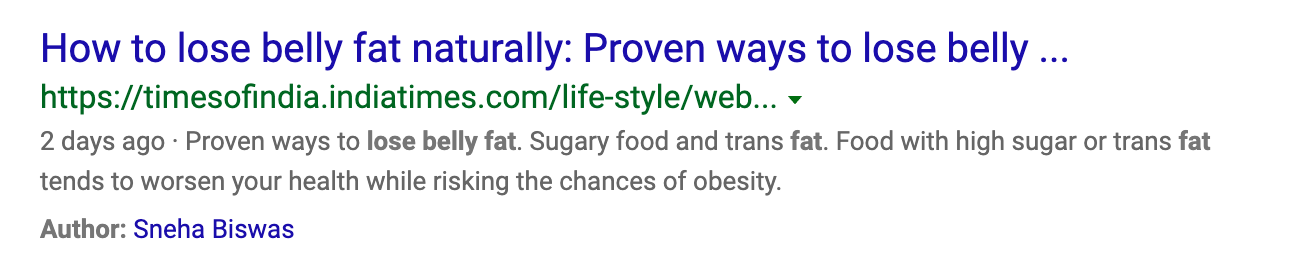 How to lose belly fat naturally: Proven ways to lose belly ...
https://timesofindia.indiatimes.com/life-style/web...
2 days ago · Proven ways to lose belly fat. Sugary food and trans fat. Food with high sugar or trans fat
tends to worsen your health while risking the chances of obesity.
Author: Sneha Biswas